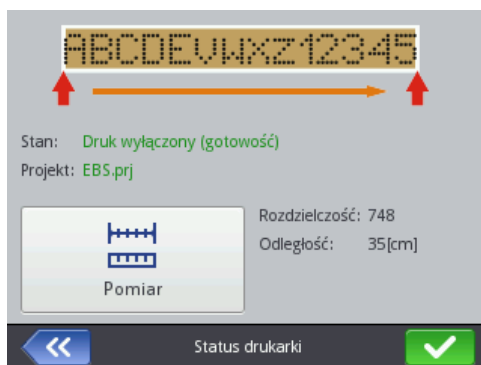 ABCDEVWXZ12345
Stan: Druk wyłączony (gotowość)
Projekt: EBS.prj
Rozdzielczość: 748
Odległość: 35[cm]
Pomiar
Status drukarki